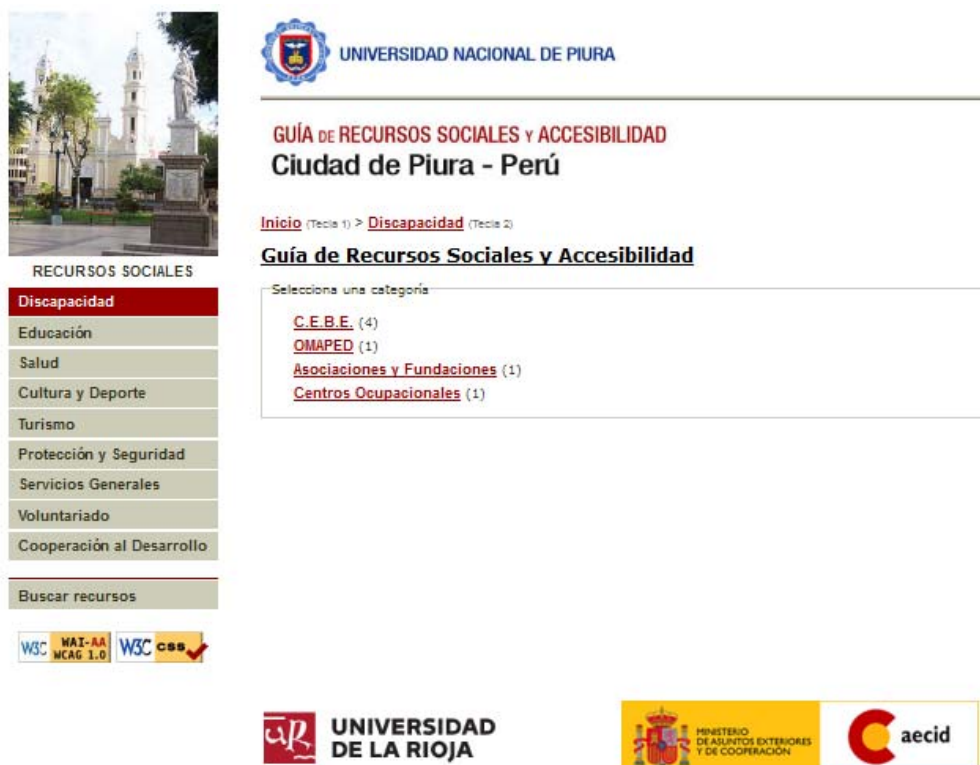 UNIVERSIDAD NACIONAL DE PIURA
GUÍA DE RECURSOS SOCIALES Y ACCESIBILIDAD
Ciudad de Piura - Perú
Inicio (Tecla 1) > Discapacidad (Tecla 2)
Guía de Recursos Sociales y Accesibilidad
Selecciona una categoría
C.E.B.E. (4)
OMAPED (1)
Asociaciones y Fundaciones (1)
Centros Ocupacionales (1)
RECURSOS SOCIALES
Discapacidad
Educación
Salud
Cultura y Deporte
Turismo
Protección y Seguridad
Servicios Generales
Voluntariado
Cooperación al Desarrollo
Buscar recursos
W3C WAI-AA
WCAG 1.0
W3C css
UR
UNIVERSIDAD
DE LA RIOJA
MINISTERIO
DE ASUNTOS EXTERIORES
Y DE COOPERACIÓN
aecid